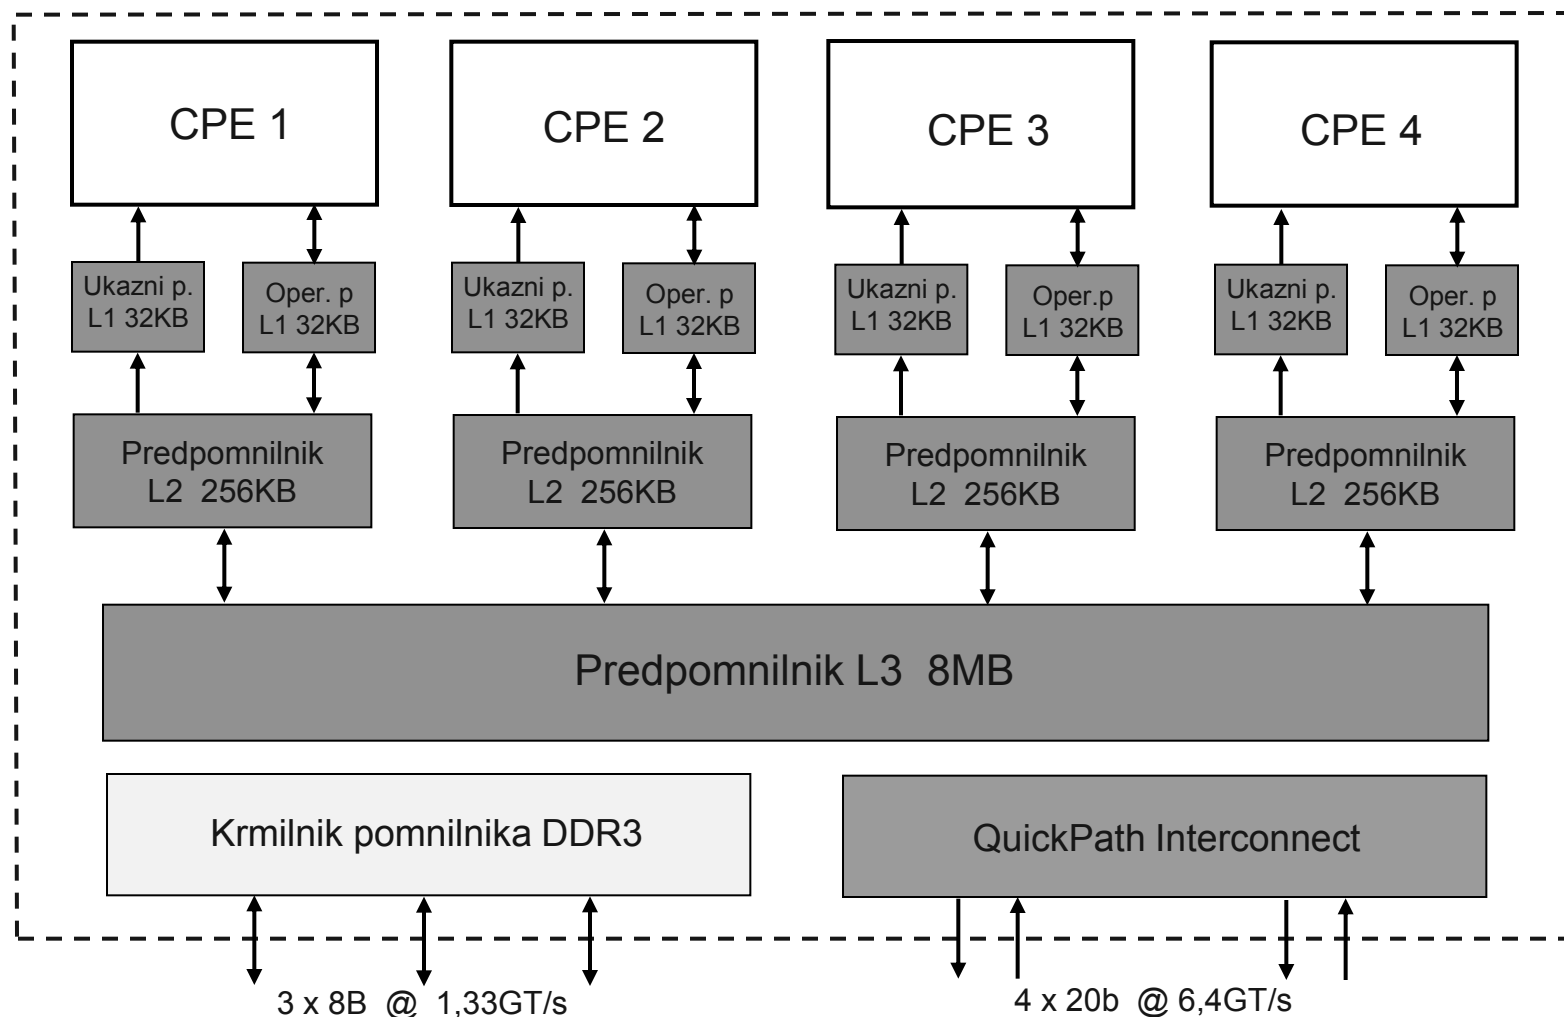 CPE 1
CPE 2
CPE 3
CPE 4
Ukazni p.
L1 32KB
Oper. p
L1 32KB
Ukazni p.
L1 32KB
Oper. p
L1 32KB
Ukazni p.
L1 32KB
Oper.p
L1 32KB
Ukazni p.
L1 32KB
Oper. p
L1 32KB
Predpomnilnik
L2 256KB
Predpomnilnik
L2 256KB
Predpomnilnik
L2 256KB
Predpomnilnik
L2 256KB
Predpomnilnik L3 8MB
Krmilnik pomnilnika DDR3
QuickPath Interconnect
3 x 8B @ 1,33GT/s
4 x 20b @ 6,4GT/s